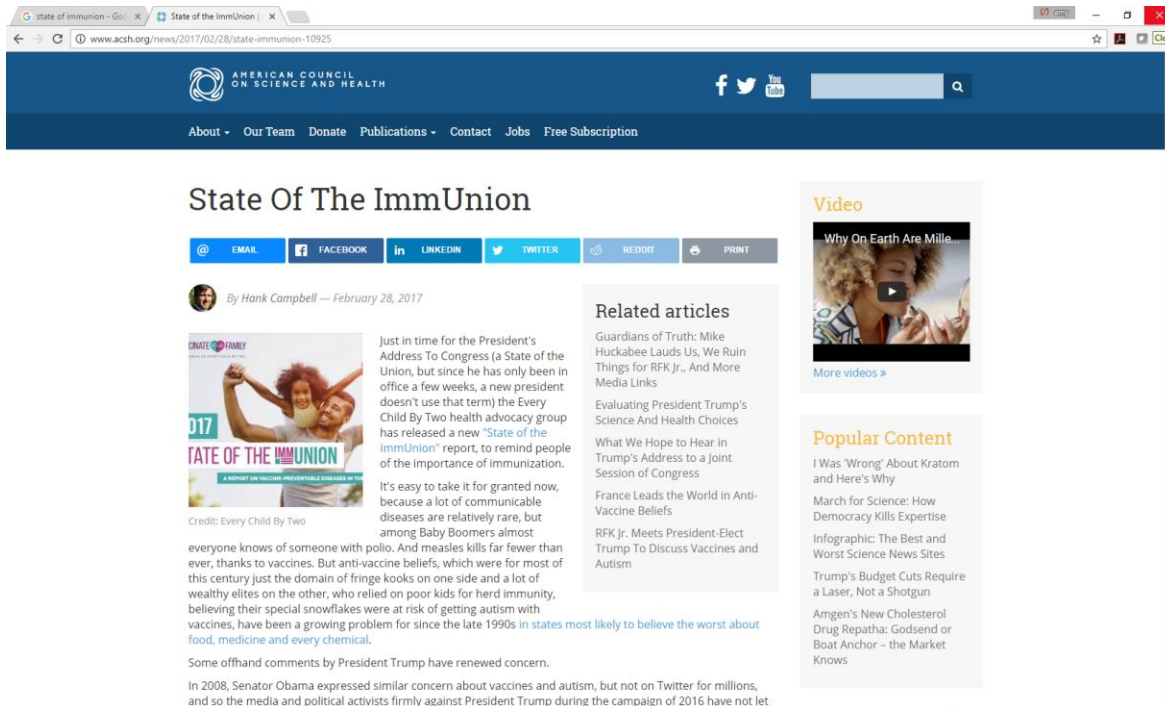 state of immunion - Goo
State of the ImmUnion |
amy
www.acsh.org/news/2017/02/28/state-immunion-10925
Clo
AMERICAN COUNCIL
ON SCIENCE AND HEALTH
You
Tube
About
Our Team
Donate
Publications
Contact
Jobs
Free Subscription
State Of The ImmUnion
@ EMAIL
FACEBOOK
in LINKEDIN
TWITTER
REDDIT
PRINT
By Hank Campbell — February 28, 2017
CINATE YOUR FAMILY
2017
TATE OF THE IMMUNION
A REPORT ON VACCINE-PREVENTABLE DISEASES IN THE
Credit: Every Child By Two
Just in time for the President's
Address To Congress (a State of the
Union, but since he has only been in
office a few weeks, a new president
doesn't use that term) the Every
Child By Two health advocacy group
has released a new "State of the
ImmUnion" report, to remind people
of the importance of immunization.
It's easy to take it for granted now,
because a lot of communicable
diseases are relatively rare, but
among Baby Boomers almost
everyone knows of someone with polio. And measles kills far fewer than
ever, thanks to vaccines. But anti-vaccine beliefs, which were for most of
this century just the domain of fringe kooks on one side and a lot of
wealthy elites on the other, who relied on poor kids for herd immunity,
believing their special snowflakes were at risk of getting autism with
vaccines, have been a growing problem for since the late 1990s in states most likely to believe the worst about
food, medicine and every chemical.
Some offhand comments by President Trump have renewed concern.
In 2008, Senator Obama expressed similar concern about vaccines and autism, but not on Twitter for millions,
and so the media and political activists firmly against President Trump during the campaign of 2016 have not let
Related articles
Guardians of Truth: Mike
Huckabee Lauds Us, We Ruin
Things for RFK Jr., And More
Media Links
Evaluating President Trump's
Science And Health Choices
What We Hope to Hear in
Trump's Address to a Joint
Session of Congress
France Leads the World in Anti-
Vaccine Beliefs
RFK Jr. Meets President-Elect
Trump To Discuss Vaccines and
Autism
Video
Why On Earth Are Mille...
More videos »
Popular Content
I Was 'Wrong' About Kratom
and Here's Why
March for Science: How
Democracy Kills Expertise
Infographic: The Best and
Worst Science News Sites
Trump's Budget Cuts Require
a Laser, Not a Shotgun
Amgen's New Cholesterol
Drug Repatha: Godsend or
Boat Anchor – the Market
Knows